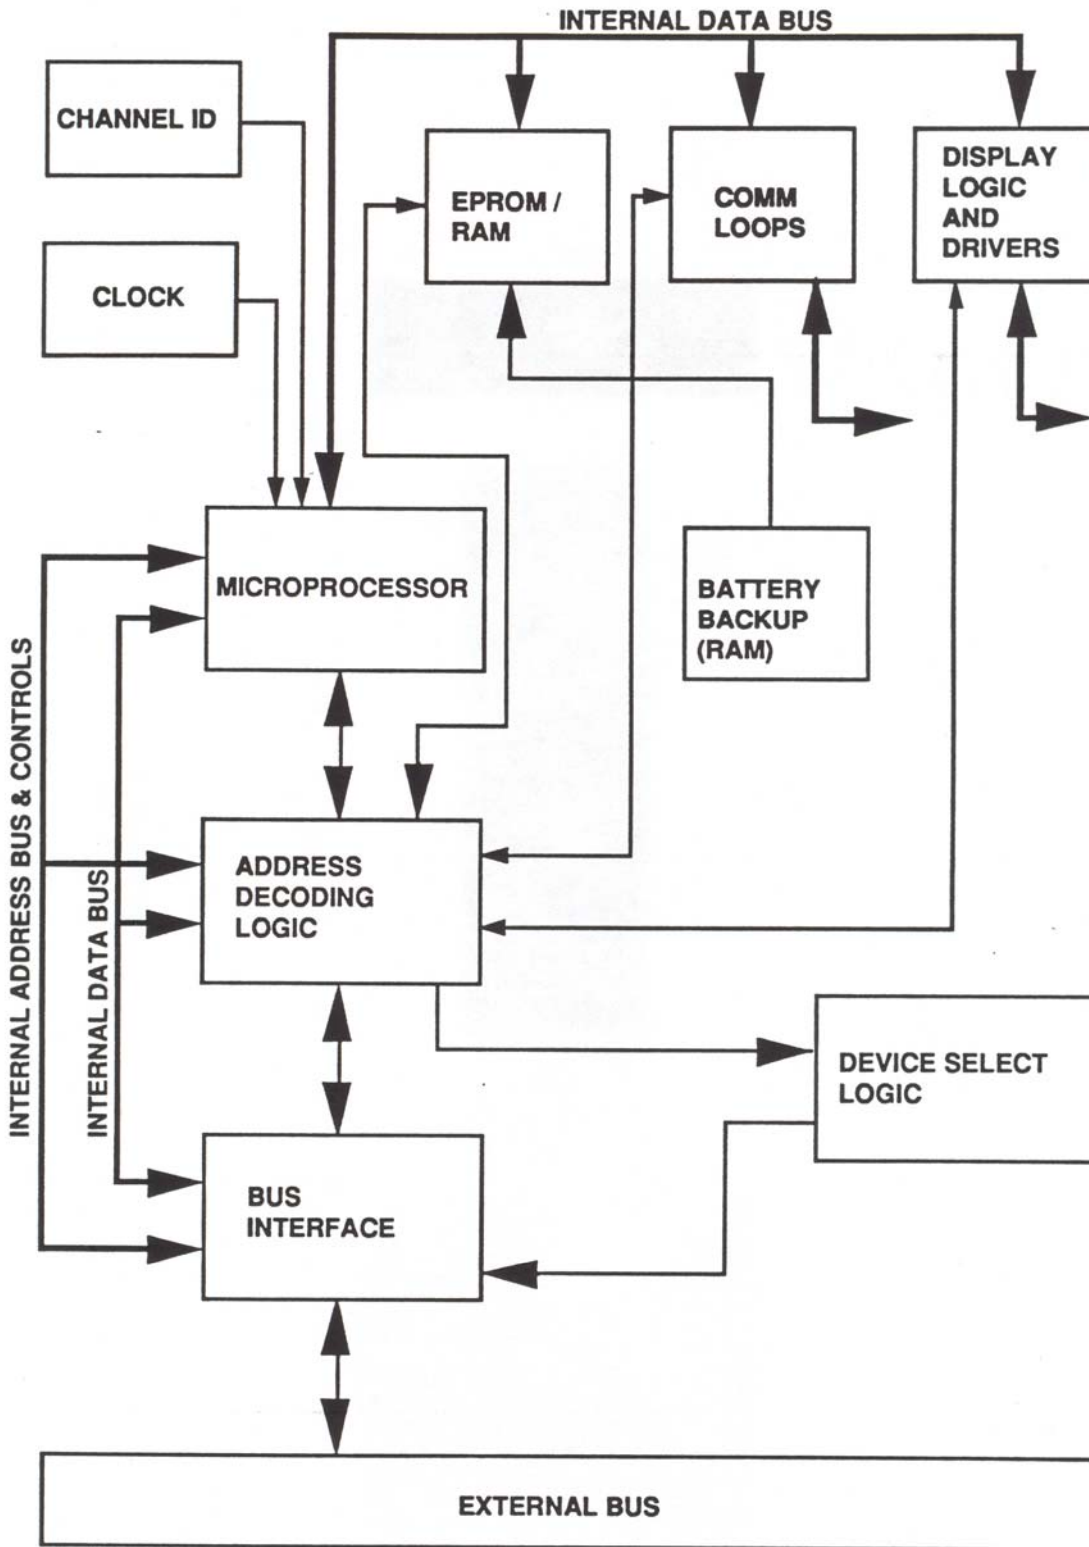 INTERNAL DATA BUS
CHANNEL ID
CLOCK
EPROM /
RAM
COMM
LOOPS
DISPLAY
LOGIC
AND
DRIVERS
MICROPROCESSOR
BATTERY
BACKUP
(RAM)
INTERNAL ADDRESS BUS & CONTROLS
INTERNAL DATA BUS
ADDRESS
DECODING
LOGIC
DEVICE SELECT
LOGIC
BUS
INTERFACE
EXTERNAL BUS